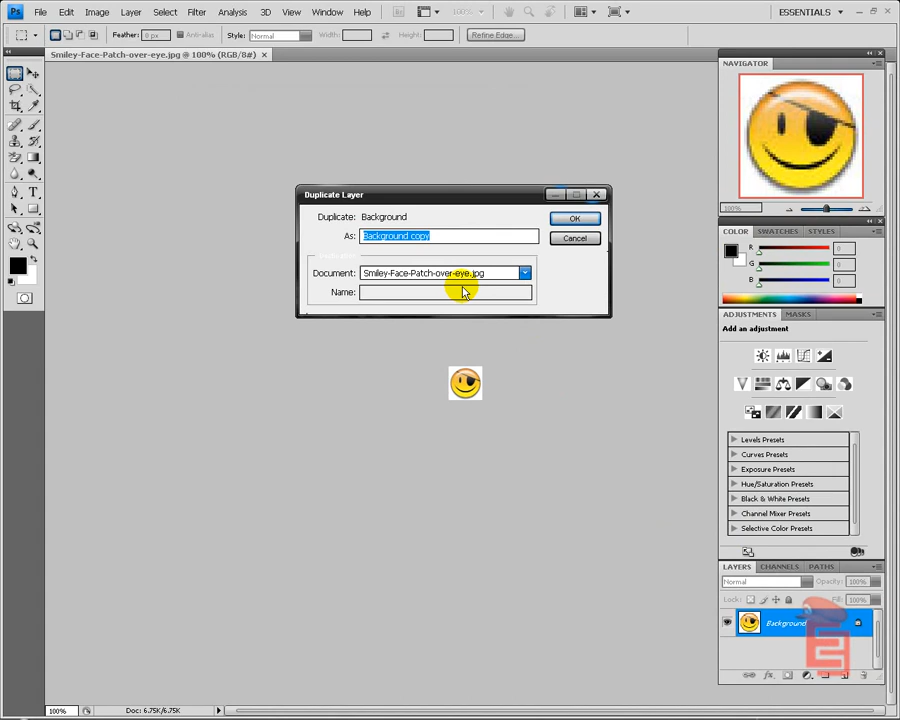 Ps File Edit Image Layer Select Filter Analysis 3D View Window Help 100% ESSENTIALS
Feather: 0 px Anti-alias Style: Normal Width: Height: Refine Edge...
Smiley-Face-Patch-over-eye.jpg @ 100% (RGB/8#)
NAVIGATOR
100%
Duplicate Layer
Duplicate: Background OK
As: Background copy Cancel
Document: Smiley-Face-Patch-over-eye.jpg
Name:
COLOR SWATCHES STYLES
R 0
G 0
B 0
ADJUSTMENTS MASKS
Add an adjustment
Levels Presets
Curves Presets
Exposure Presets
Hue/Saturation Presets
Black & White Presets
Channel Mixer Presets
Selective Color Presets
LAYERS CHANNELS PATHS
Normal Opacity: 100%
Lock: Fill: 100%
Background
100% Doc: 6.75K/6.75K